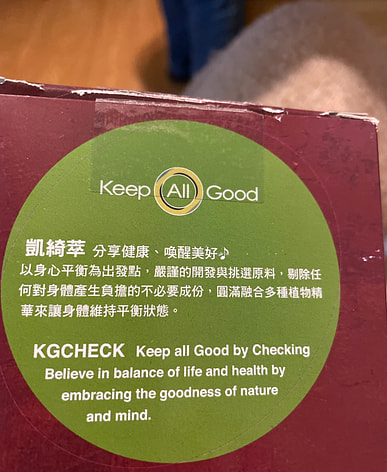 Keep All Good
凱綺萃 分享健康、喚醒美好♪
以身心平衡為出發點，嚴謹的開發與挑選原料，剔除任
何對身體產生負擔的不必要成份，圓滿融合多種植物精
華來讓身體維持平衡狀態。
KGCHECK Keep all Good by Checking
Believe in balance of life and health by
embracing the goodness of nature
and mind.